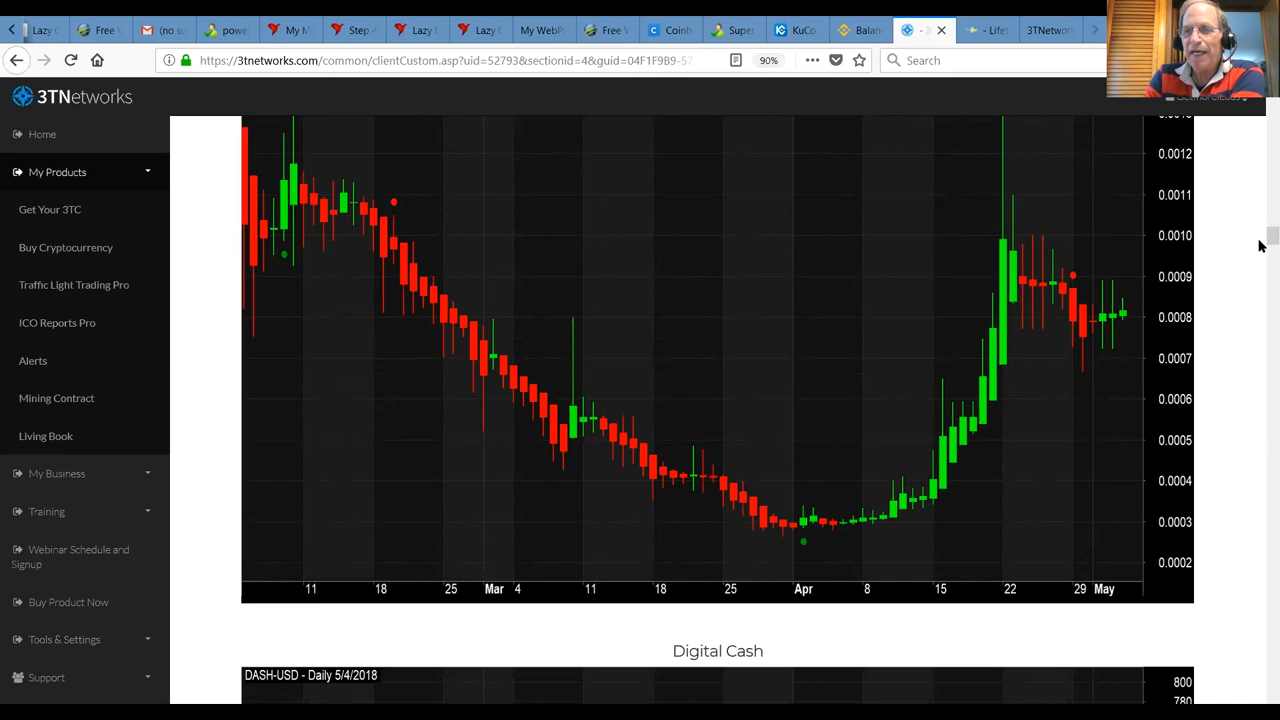 Lazy
Free
(no su
powe
My M
Step
Lazy
Lazy
My WebP
Free
Coinb
Super
KuCo
Balan
Lifet
3TNetwor
https://3tnetworks.com/common/clientCustom.asp?uid=52793&sectionid=4&guid=04F1F9B9-57
90%
Search
3TNetworks
Home
My Products
Get Your 3TC
Buy Cryptocurrency
Traffic Light Trading Pro
ICO Reports Pro
Alerts
Mining Contract
Living Book
My Business
Training
Webinar Schedule and
Signup
Buy Product Now
Tools & Settings
Support
0.0012
0.0011
0.0010
0.0009
0.0008
0.0007
0.0006
0.0005
0.0004
0.0003
0.0002
11 18 25 Mar 4 11 18 25 Apr 8 15 22 29 May
Digital Cash
DASH-USD - Daily 5/4/2018
800
780